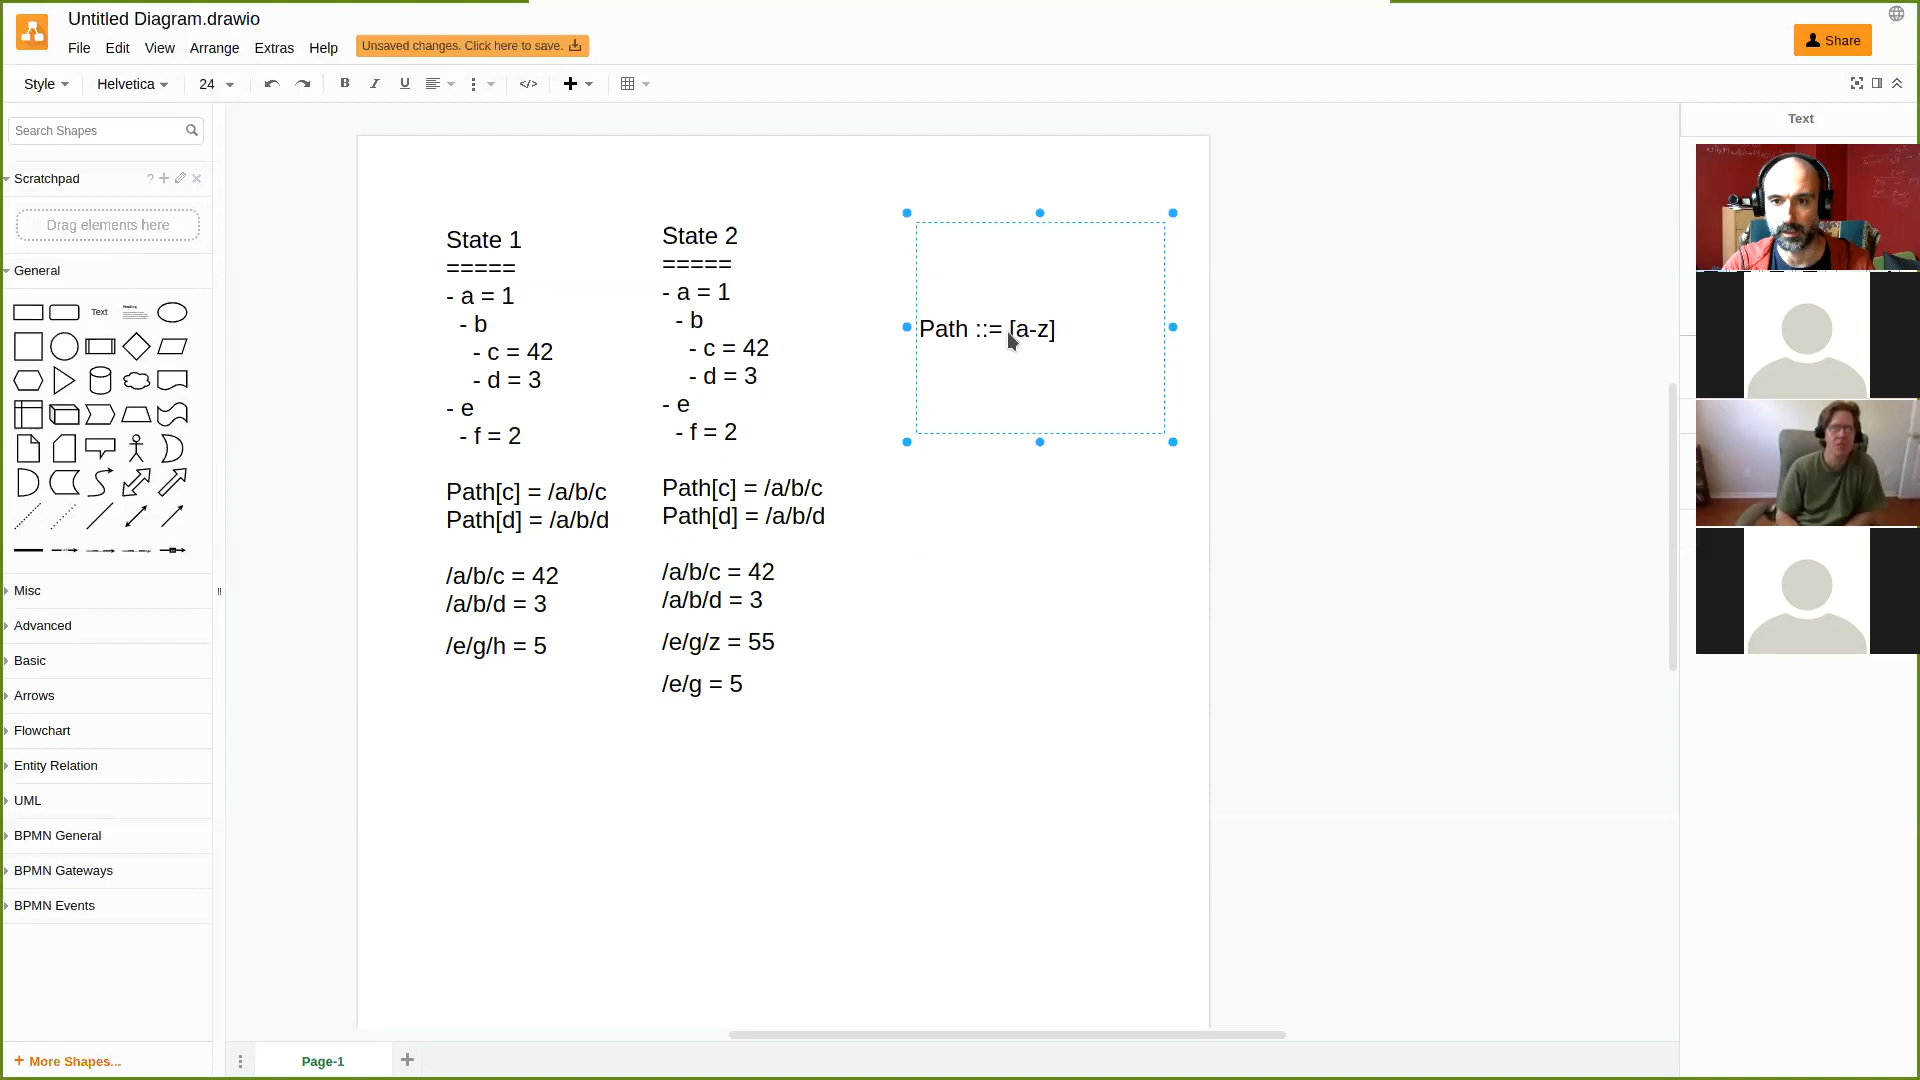 Untitled Diagram.drawio
File Edit View Arrange Extras Help Unsaved changes. Click here to save.
Share
Style Helvetica 24 B I U </>
Search Shapes
Text
Scratchpad ? + ×
Drag elements here
General
Text
Heading
Misc
Advanced
Basic
Arrows
Flowchart
Entity Relation
UML
BPMN General
BPMN Gateways
BPMN Events
+ More Shapes...
State 1
=====
- a = 1
- b
- c = 42
- d = 3
- e
- f = 2
Path[c] = /a/b/c
Path[d] = /a/b/d
/a/b/c = 42
/a/b/d = 3
/e/g/h = 5
State 2
=====
- a = 1
- b
- c = 42
- d = 3
- e
- f = 2
Path[c] = /a/b/c
Path[d] = /a/b/d
/a/b/c = 42
/a/b/d = 3
/e/g/z = 55
/e/g = 5
Path ::= [a-z]
Page-1